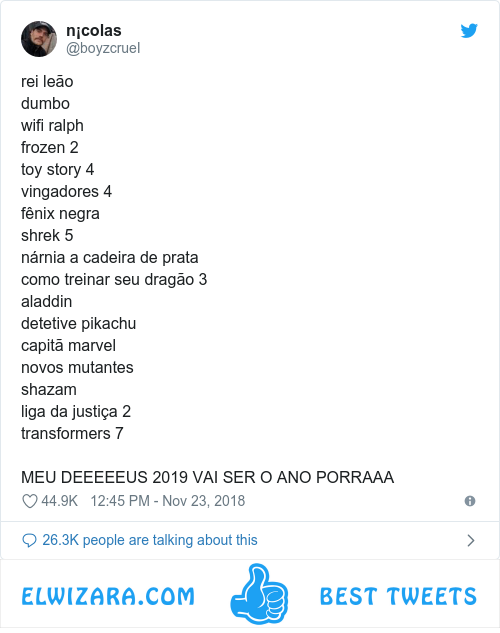 n¡colas
@boyzcruel
rei leão
dumbo
wifi ralph
frozen 2
toy story 4
vingadores 4
fênix negra
shrek 5
nárnia a cadeira de prata
como treinar seu dragão 3
aladdin
detetive pikachu
capitã marvel
novos mutantes
shazam
liga da justiça 2
transformers 7
MEU DEEEEEUS 2019 VAI SER O ANO PORRAAA
44.9K 12:45 PM - Nov 23, 2018
26.3K people are talking about this
ELWIZARA.COM BEST TWEETS